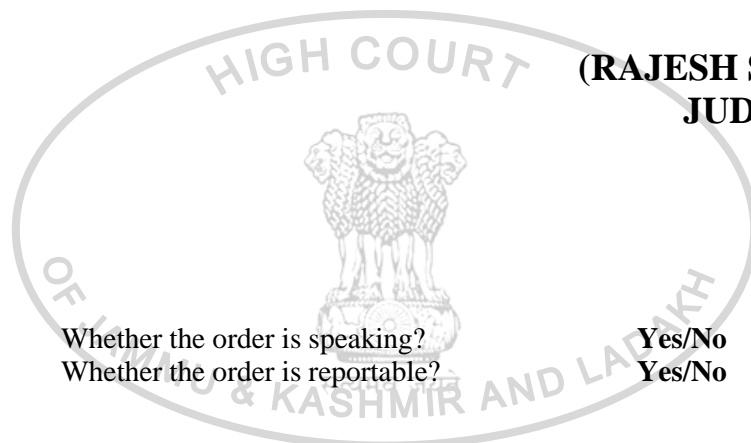 (RAJESH
JUD
HIGH COURT
OF JAMMU & KASHMIR AND LADAKH
Whether the order is speaking? Yes/No
Whether the order is reportable? Yes/No